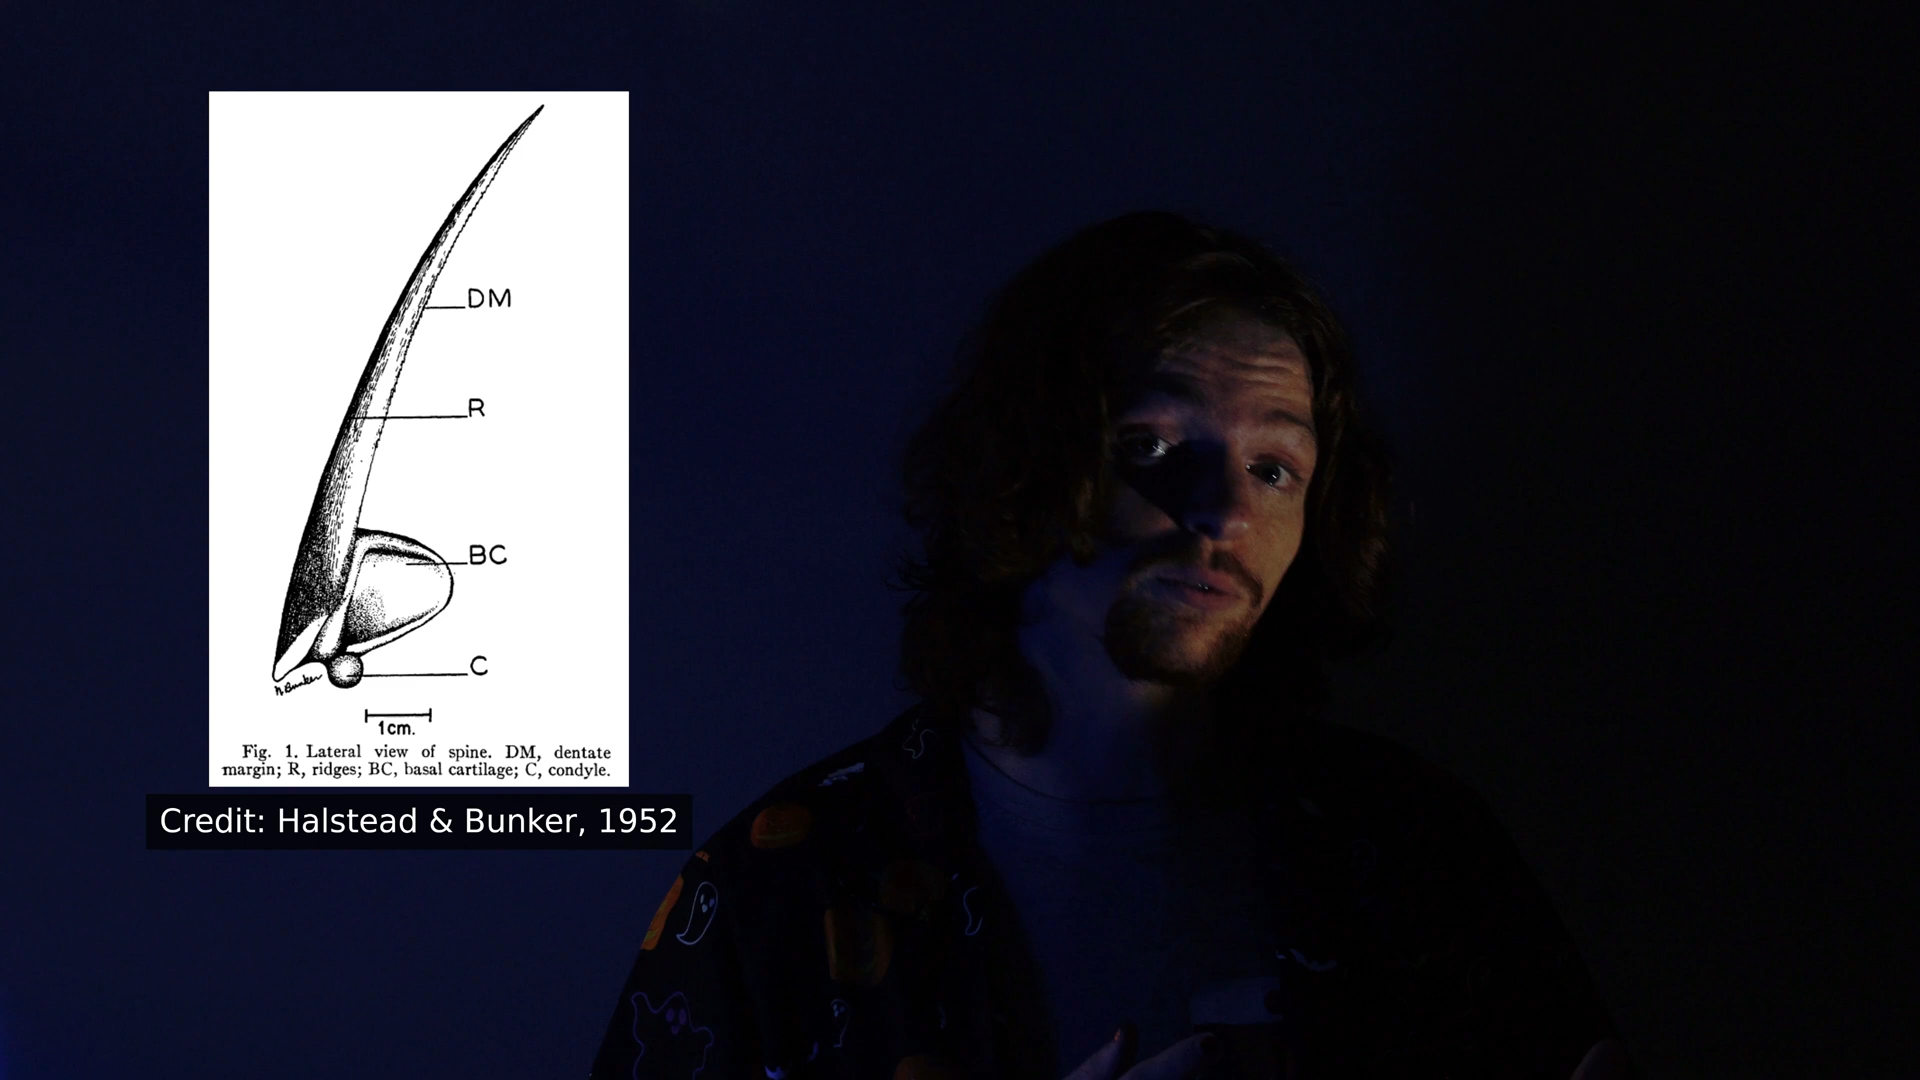 DM
R
BC
C
N Bunker
1cm.
Fig. 1. Lateral view of spine. DM, dentate
margin; R, ridges; BC, basal cartilage; C, condyle.
Credit: Halstead & Bunker, 1952